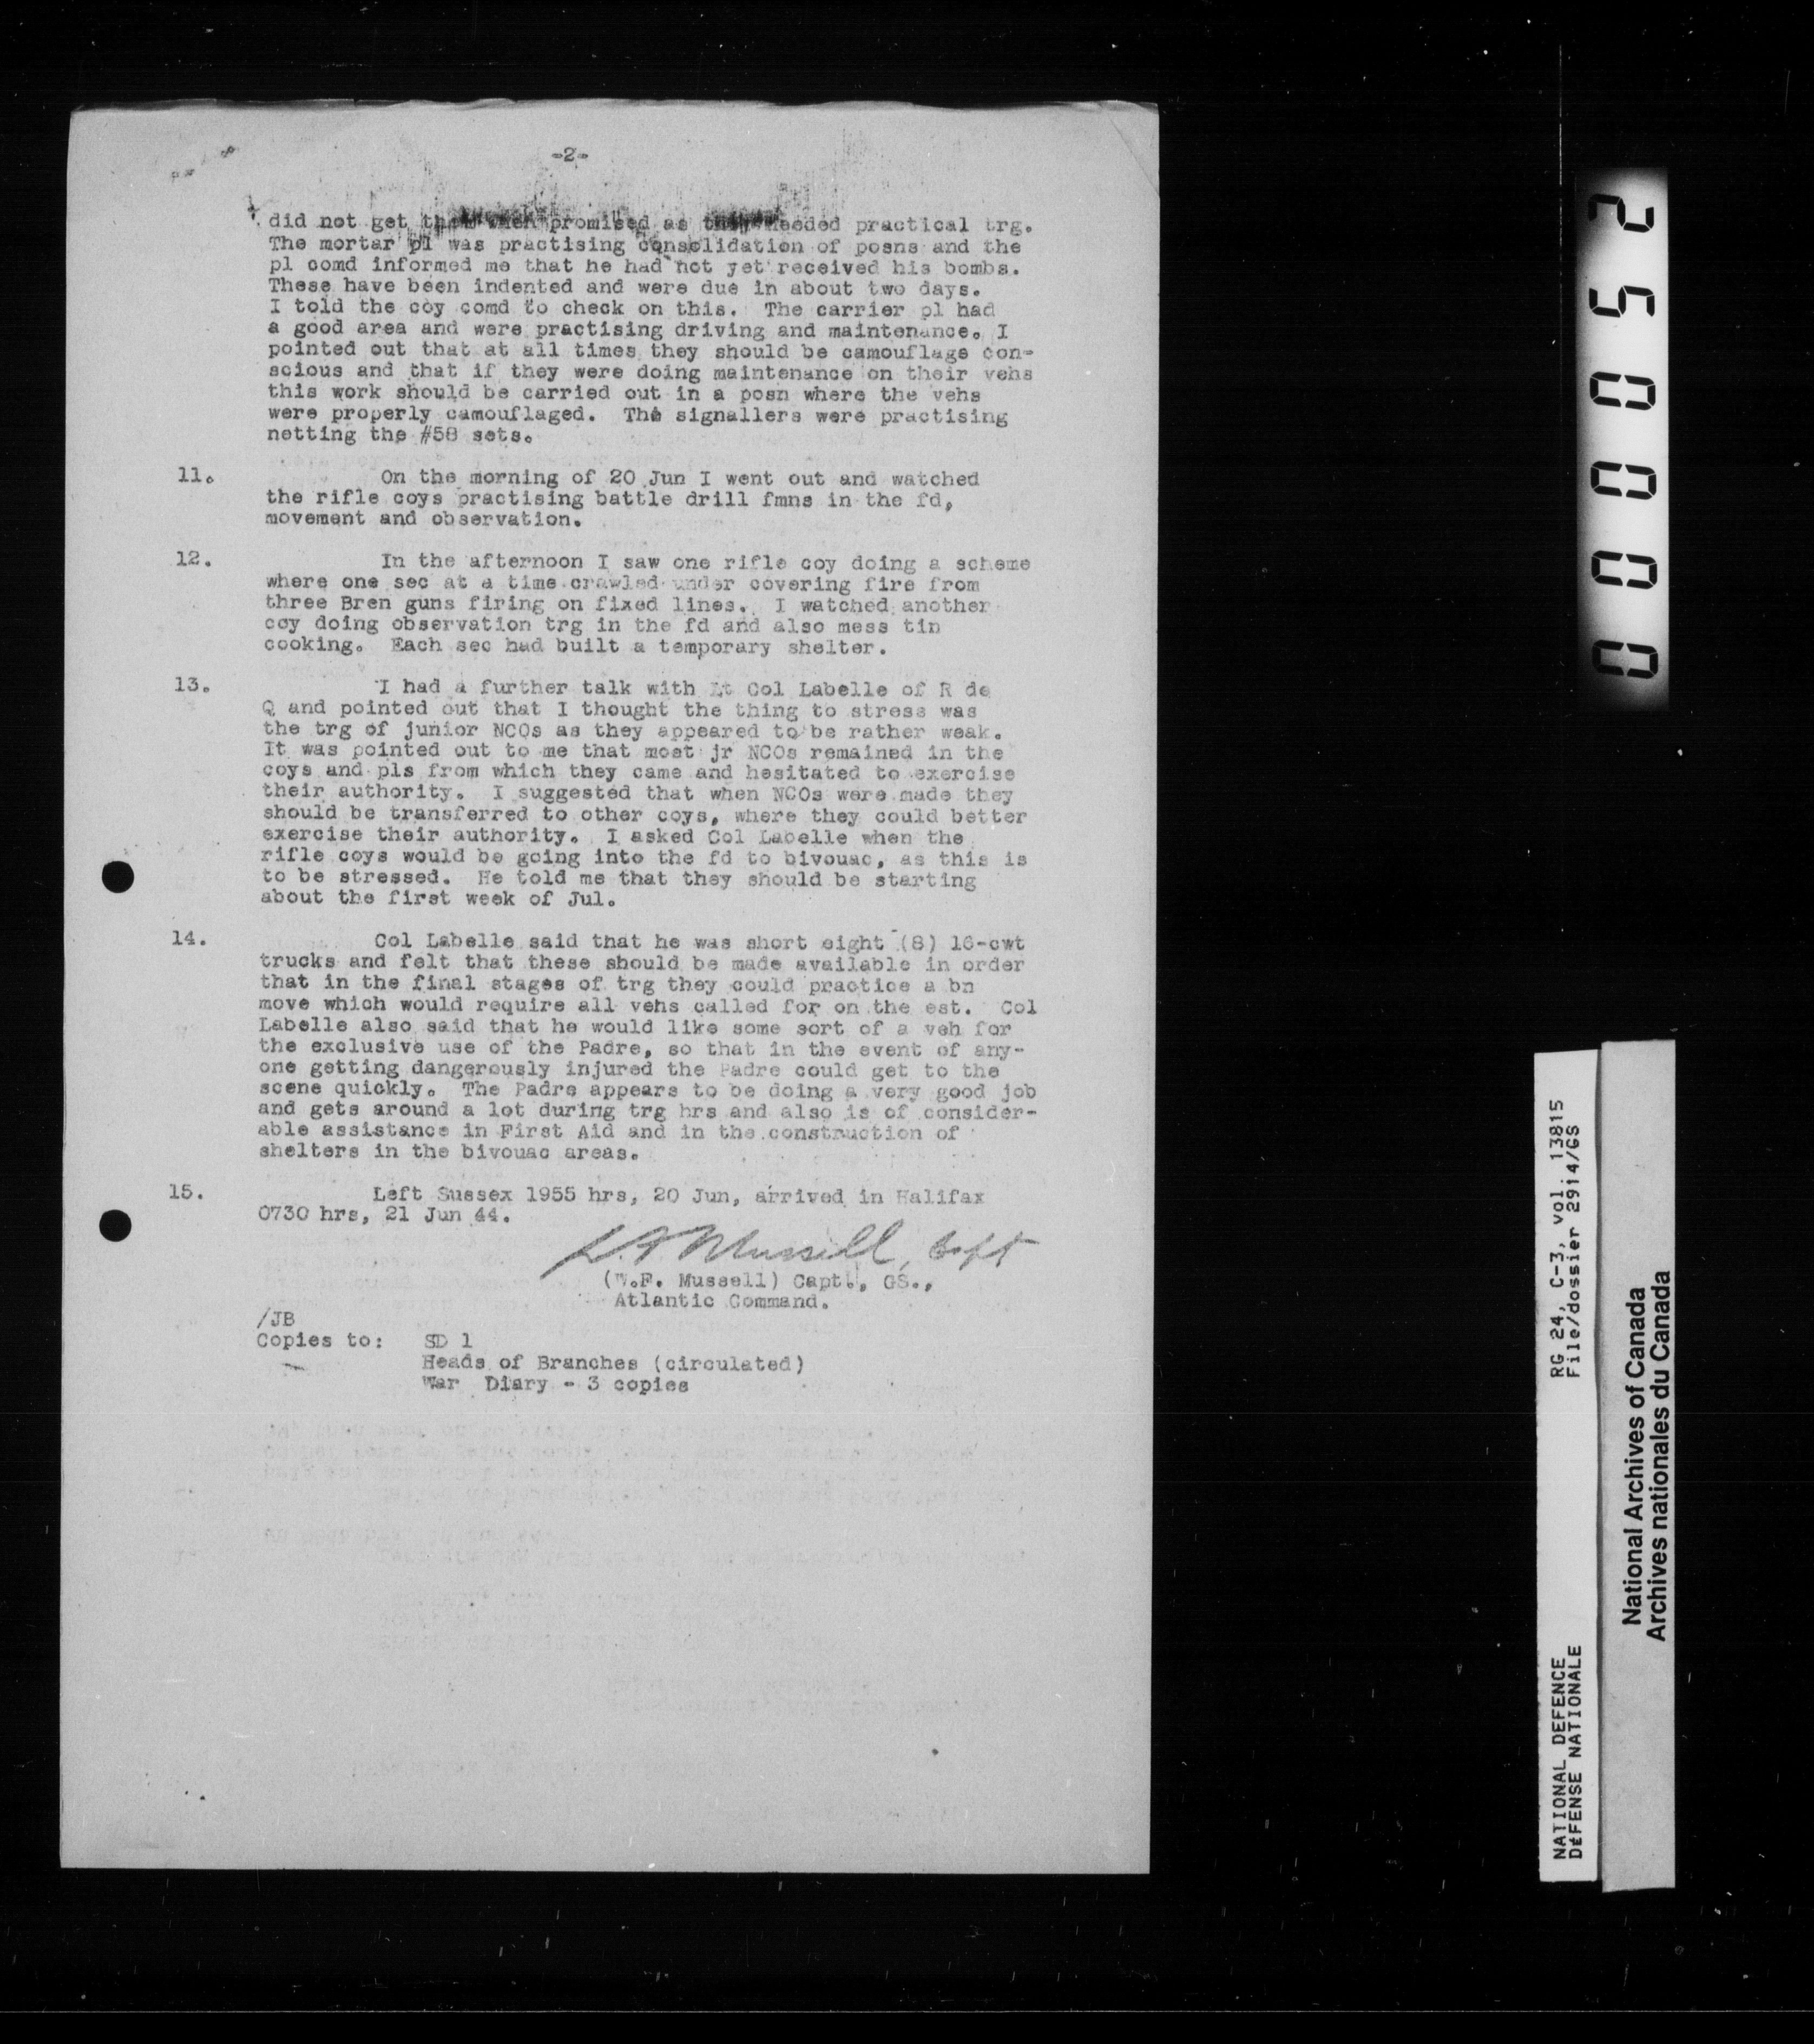 -2-
did not get them when promised as they needed practical trg.
The mortar pl was practising consolidation of posns and the
pl comd informed me that he had not yet received his bombs.
These have been indented and were due in about two days.
I told the coy comd to check on this. The carrier pl had
a good area and were practising driving and maintenance. I
pointed out that at all times they should be camouflage con-
scious and that if they were doing maintenance on their vehs
this work should be carried out in a posn where the vehs
were properly camouflaged. The signallers were practising
netting the #58 sets.
11. On the morning of 20 Jun I went out and watched
the rifle coys practising battle drill fmns in the fd,
movement and observation.
12. In the afternoon I saw one rifle coy doing a scheme
where one sec at a time crawled under covering fire from
three Bren guns firing on fixed lines. I watched another
coy doing observation trg in the fd and also mess tin
cooking. Each sec had built a temporary shelter.
13. I had a further talk with Lt Col Labelle of R de
Q and pointed out that I thought the thing to stress was
the trg of junior NCOs as they appeared to be rather weak.
It was pointed out to me that most jr NCOs remained in the
coys and pls from which they came and hesitated to exercise
their authority. I suggested that when NCOs were made they
should be transferred to other coys, where they could better
exercise their authority. I asked Col Labelle when the
rifle coys would be going into the fd to bivouac, as this is
to be stressed. He told me that they should be starting
about the first week of Jul.
14. Col Labelle said that he was short eight (8) 16-cwt
trucks and felt that these should be made available in order
that in the final stages of trg they could practice a bn
move which would require all vehs called for on the est. Col
Labelle also said that he would like some sort of a veh for
the exclusive use of the Padre, so that in the event of any-
one getting dangerously injured the Padre could get to the
scene quickly. The Padre appears to be doing a very good job
and gets around a lot during trg hrs and also is of consider-
able assistance in First Aid and in the construction of
shelters in the bivouac areas.
15. Left Sussex 1955 hrs, 20 Jun, arrived in Halifax
0730 hrs, 21 Jun 44.
Mussell, Capt
(W.F. Mussell) Capt., GS.,
Atlantic Command.
/JB
Copies to: SD 1
Heads of Branches (circulated)
War Diary - 3 copies
000052
NATIONAL DEFENCE RG 24, C-3, vol. 13815
DEFENSE NATIONALE File/dossier 2914/GS
National Archives of Canada
Archives nationales du Canada